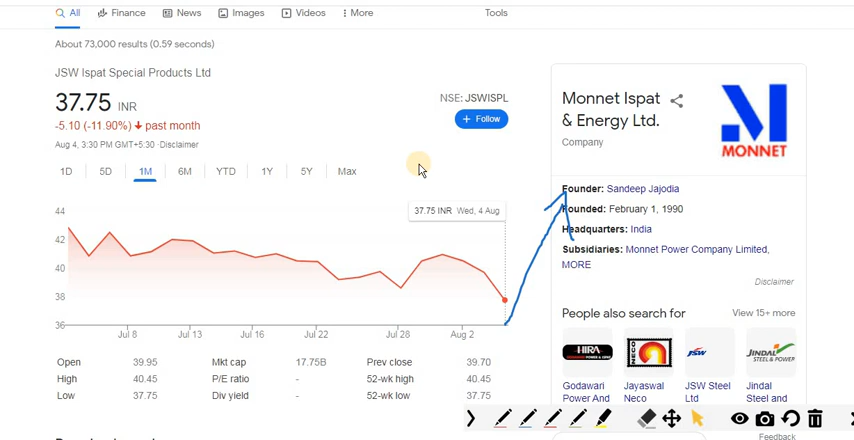 All Finance News Images Videos More Tools
About 73,000 results (0.59 seconds)
JSW Ispat Special Products Ltd
37.75 INR
NSE: JSWISPL
-5.10 (-11.90%) past month
+ Follow
Aug 4, 3:30 PM GMT+5:30 · Disclaimer
1D 5D 1M 6M YTD 1Y 5Y Max
37.75 INR Wed, 4 Aug
44
42
40
38
36
Jul 8 Jul 13 Jul 16 Jul 22 Jul 28 Aug 2
Open 39.95 Mkt cap 17.75B Prev close 39.70
High 40.45 P/E ratio - 52-wk high 40.45
Low 37.75 Div yield - 52-wk low 37.75
Monnet Ispat
& Energy Ltd.
Company
MONNET
Founder: Sandeep Jajodia
Founded: February 1, 1990
Headquarters: India
Subsidiaries: Monnet Power Company Limited,
MORE
Disclaimer
People also search for View 15+ more
HIRA
NECO
JSW
JINDAL
STEEL & POWER
Godawari Jayaswal JSW Steel Jindal
Power And Neco Ltd Steel and
Feedback